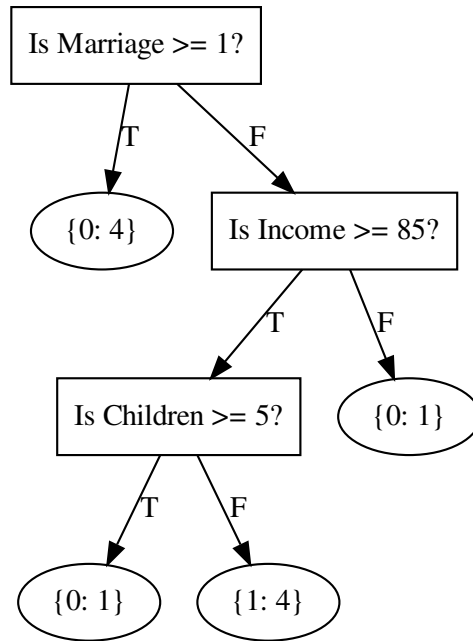 Is Marriage >= 1?
T
F
{0: 4}
Is Income >= 85?
T
F
Is Children >= 5?
{0: 1}
T
F
{0: 1}
{1: 4}